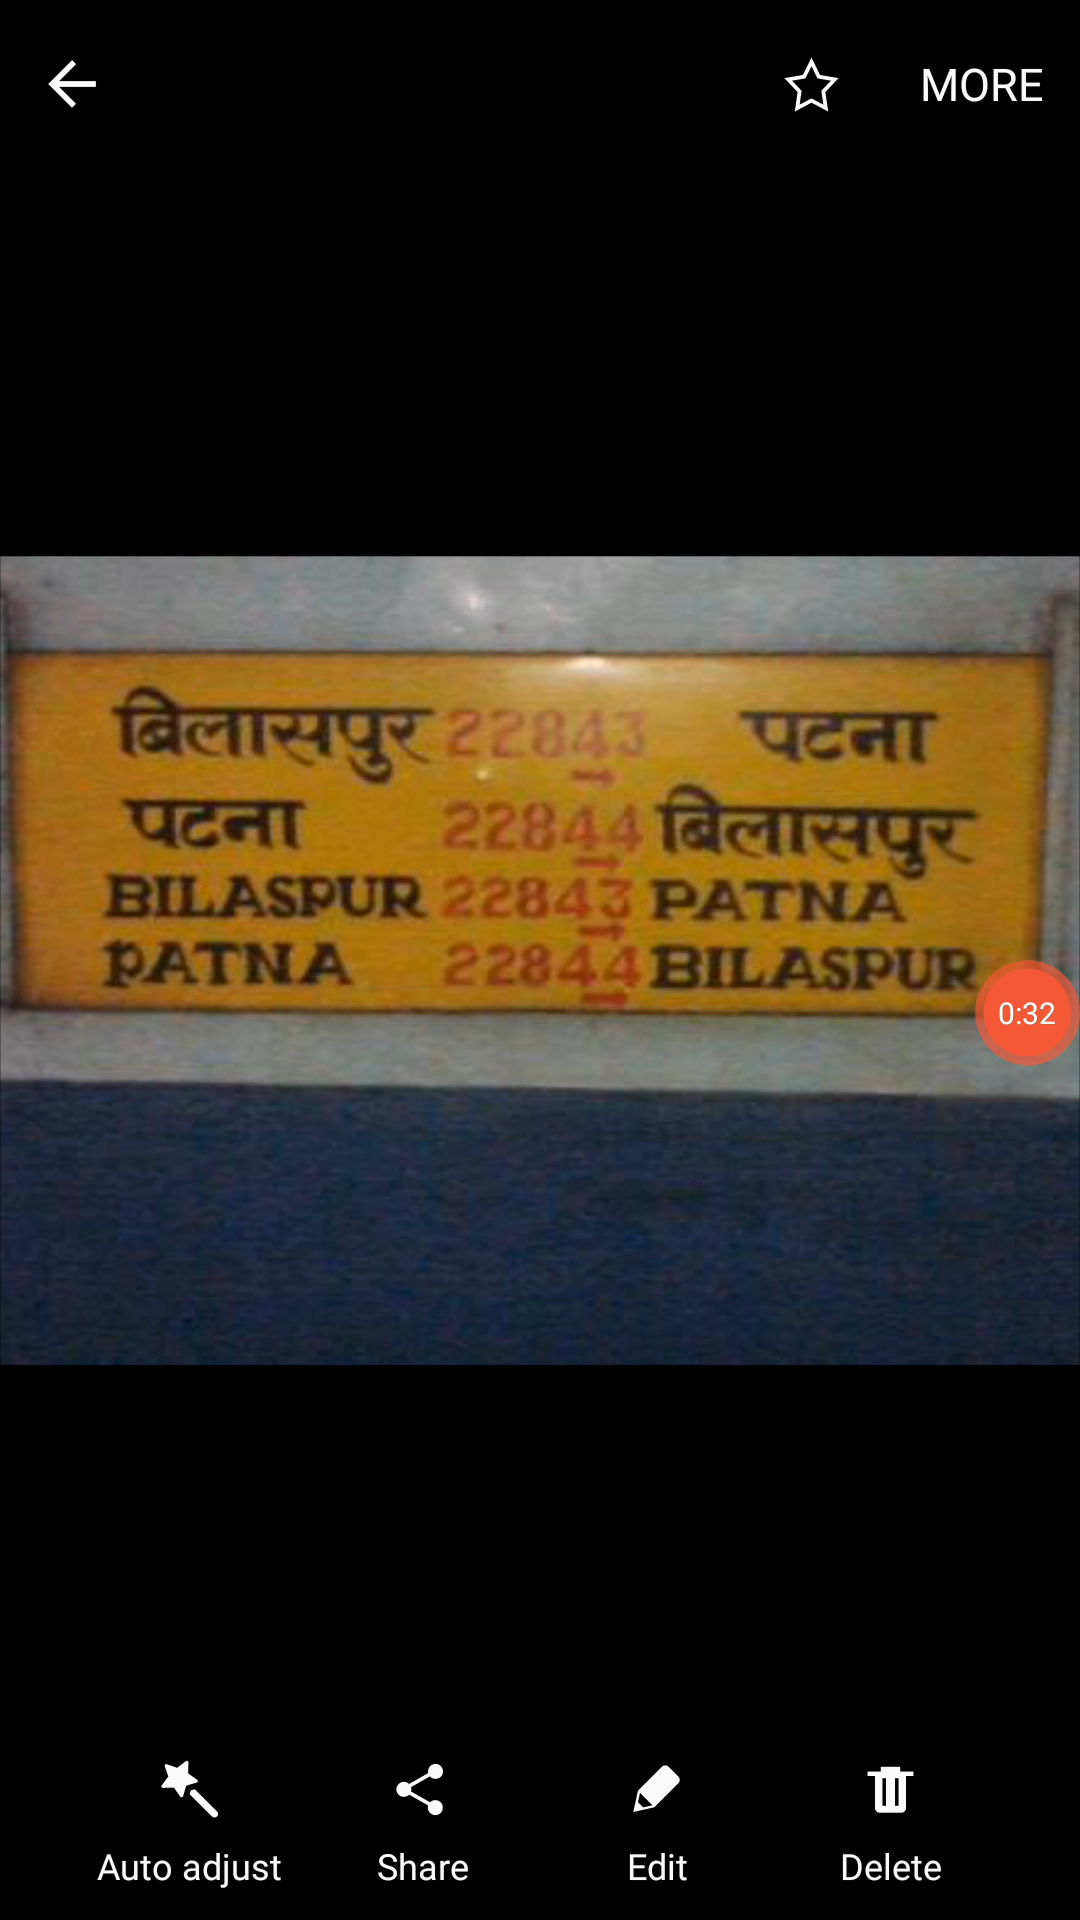 MORE
बिलासपुर 22843 पटना
पटना 22844 बिलासपुर
BILASPUR 22843 PATNA
PATNA 22844 BILASPUR
0:32
Auto adjust Share Edit Delete